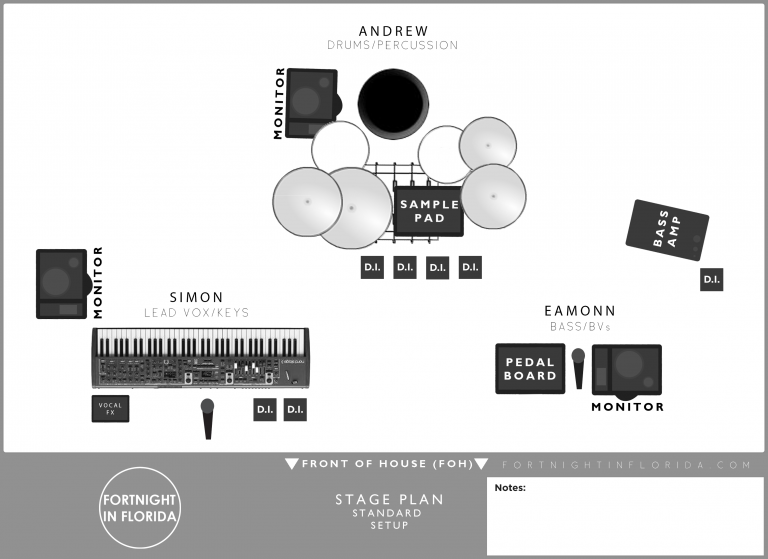 ANDREW
DRUMS/PERCUSSION
MONITOR
SAMPLE
PAD
D.I.
D.I.
D.I.
D.I.
BASS
AMP
D.I.
MONITOR
SIMON
LEAD VOX/KEYS
EAMONN
BASS/BVs
PEDAL
BOARD
MONITOR
VOCAL
FX
D.I.
D.I.
FRONT OF HOUSE (FOH)
FORTNIGHTINFLORIDA.COM
FORTNIGHT
IN FLORIDA
STAGE PLAN
STANDARD
SETUP
Notes: